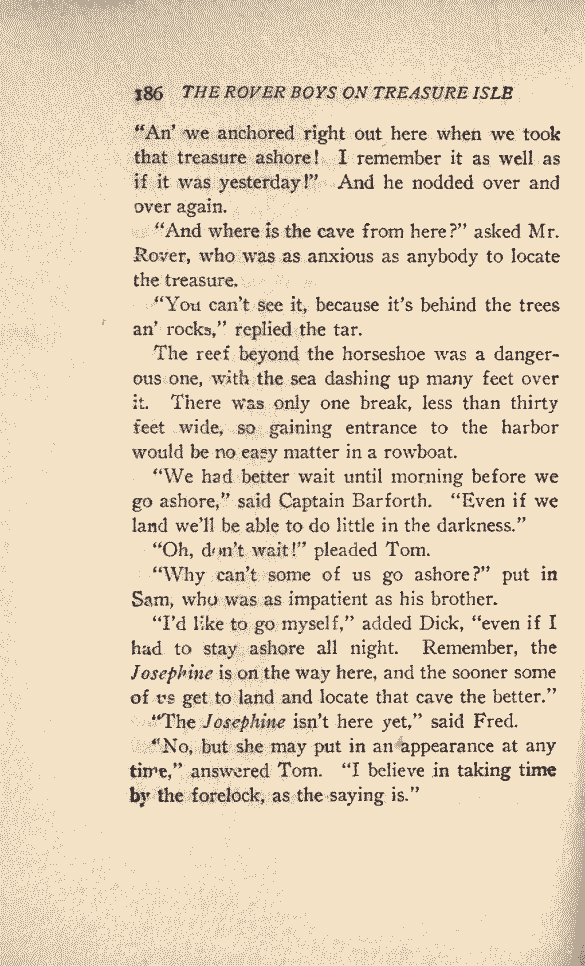 186 THE ROVER BOYS ON TREASURE ISLE
"An' we anchored right out here when we took
that treasure ashore! I remember it as well as
if it was yesterday!" And he nodded over and
over again.
"And where is the cave from here?" asked Mr.
Rover, who was as anxious as anybody to locate
the treasure.
"You can't see it, because it's behind the trees
an' rocks," replied the tar.
The reef beyond the horseshoe was a danger-
ous one, with the sea dashing up many feet over
it. There was only one break, less than thirty
feet wide, so gaining entrance to the harbor
would be no easy matter in a rowboat.
"We had better wait until morning before we
go ashore," said Captain Barforth. "Even if we
land we'll be able to do little in the darkness."
"Oh, don't wait!" pleaded Tom.
"Why can't some of us go ashore?" put in
Sam, who was as impatient as his brother.
"I'd like to go myself," added Dick, "even if I
had to stay ashore all night. Remember, the
Josephine is on the way here, and the sooner some
of us get to land and locate that cave the better."
"The Josephine isn't here yet," said Fred.
"No, but she may put in an appearance at any
time," answered Tom. "I believe in taking time
by the forelock, as the saying is."